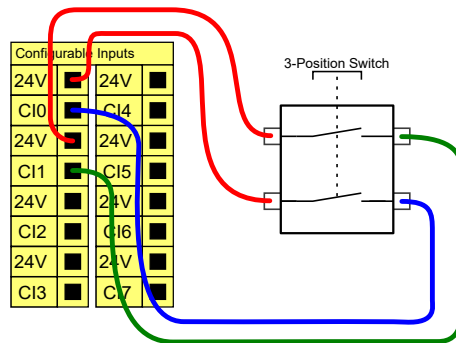 Configurable Inputs
3-Position Switch
24V 24V
CI0 CI4
24V 24V
CI1 CI5
24V 24V
CI2 CI6
24V 24V
CI3 CI7